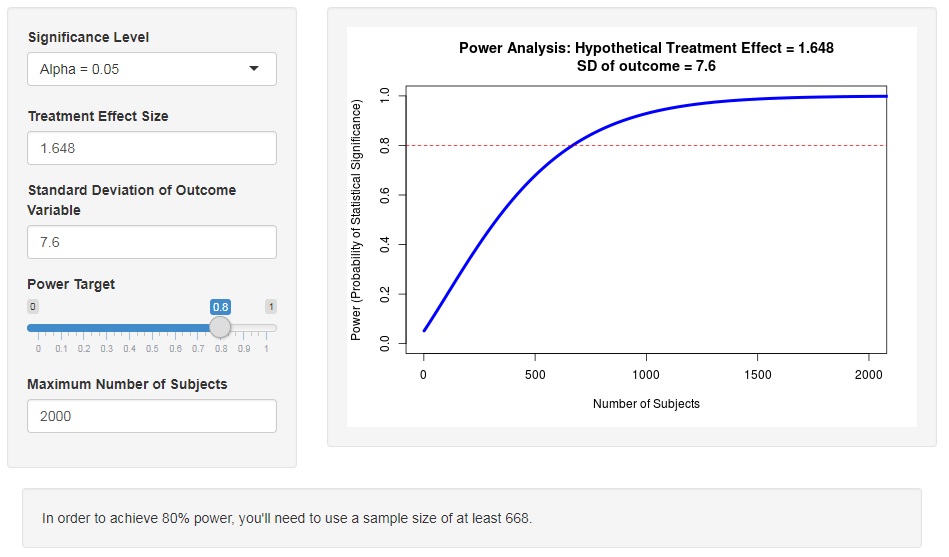 Significance Level
Alpha = 0.05
Treatment Effect Size
1.648
Standard Deviation of Outcome
Variable
7.6
Power Target
0 0.8 1
0 0.1 0.2 0.3 0.4 0.5 0.6 0.7 0.8 0.9 1
Maximum Number of Subjects
2000
Power Analysis: Hypothetical Treatment Effect = 1.648
SD of outcome = 7.6
Power (Probability of Statistical Significance)
1.0
0.8
0.6
0.4
0.2
0.0
0 500 1000 1500 2000
Number of Subjects
In order to achieve 80% power, you'll need to use a sample size of at least 668.